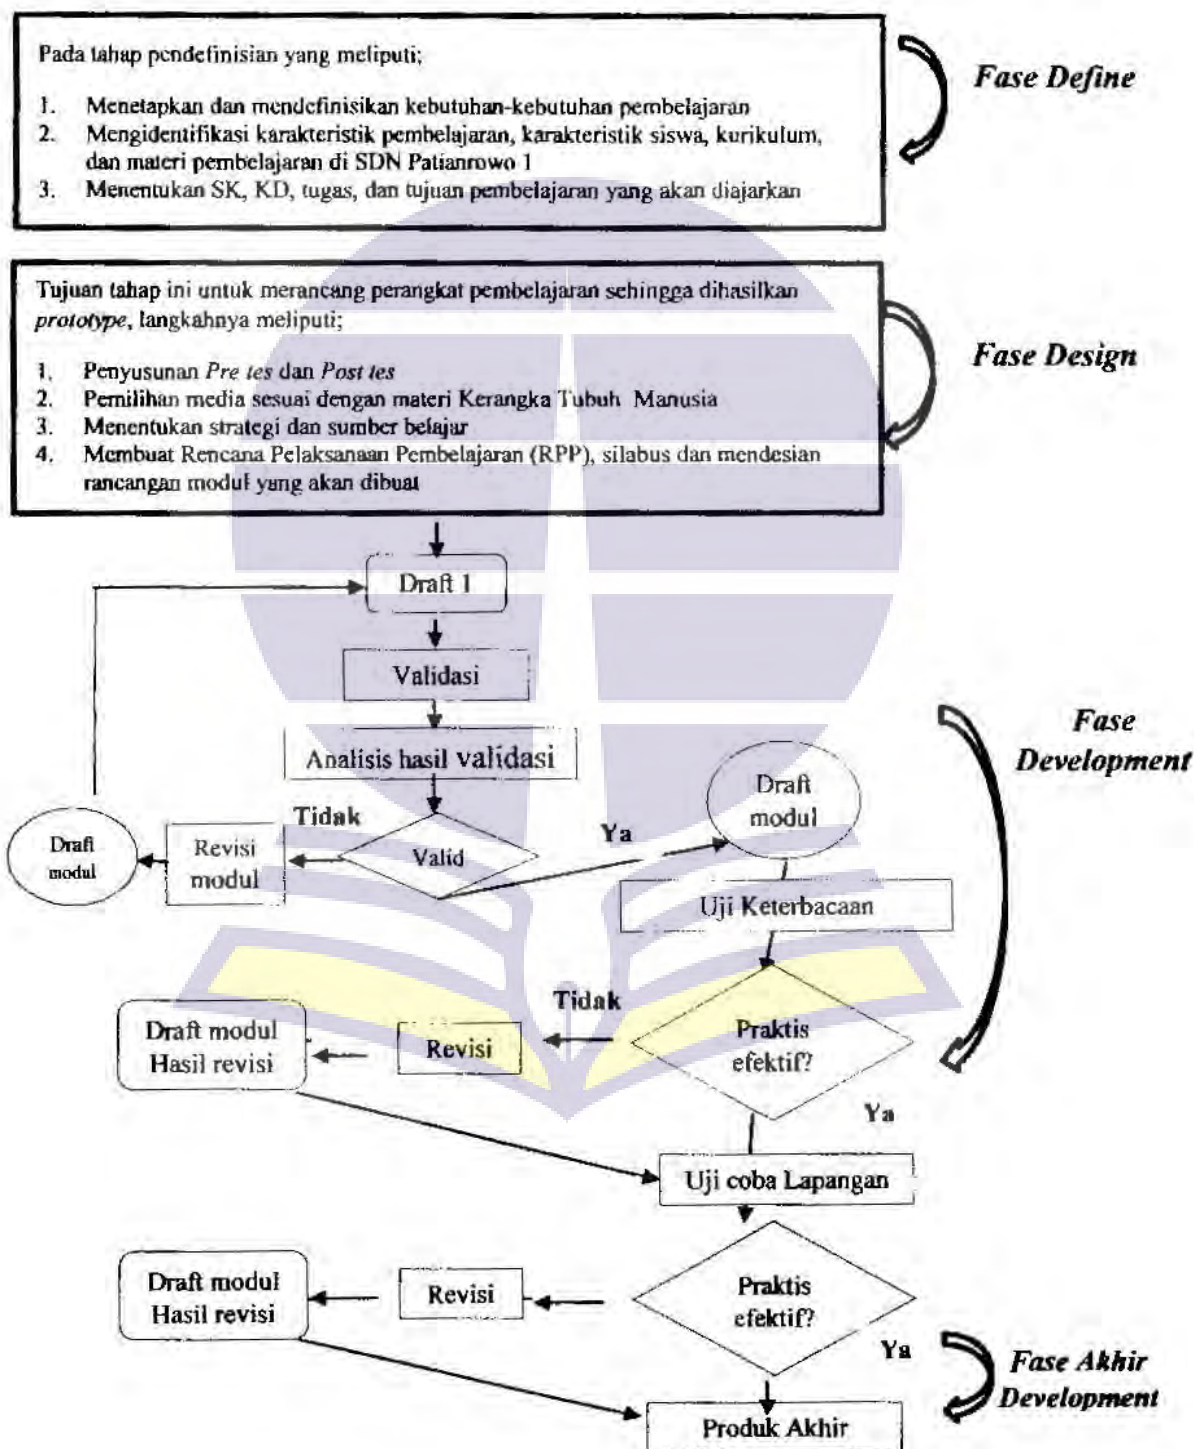 Pada tahap pendefinisian yang meliputi;
1. Menetapkan dan mendefinisikan kebutuhan-kebutuhan pembelajaran
2. Mengidentifikasi karakteristik pembelajaran, karakteristik siswa, kurikulum,
dan materi pembelajaran di SDN Patianrowo 1
3. Menentukan SK, KD, tugas, dan tujuan pembelajaran yang akan diajarkan
Fase Define
Tujuan tahap ini untuk merancang perangkat pembelajaran sehingga dihasilkan
prototype, langkahnya meliputi;
1. Penyusunan Pre tes dan Post tes
2. Pemilihan media sesuai dengan materi Kerangka Tubuh Manusia
3. Menentukan strategi dan sumber belajar
4. Membuat Rencana Pelaksanaan Pembelajaran (RPP), silabus dan mendesian
rancangan modul yang akan dibuat
Fase Design
Draft 1
Validasi
Analisis hasil validasi
Fase
Development
Tidak
Valid
Ya
Revisi
modul
Draft
modul
Draft
modul
Uji Keterbacaan
Praktis
efektif?
Tidak
Revisi
Draft modul
Hasil revisi
Ya
Uji coba Lapangan
Praktis
efektif?
Revisi
Draft modul
Hasil revisi
Ya
Fase Akhir
Development
Produk Akhir